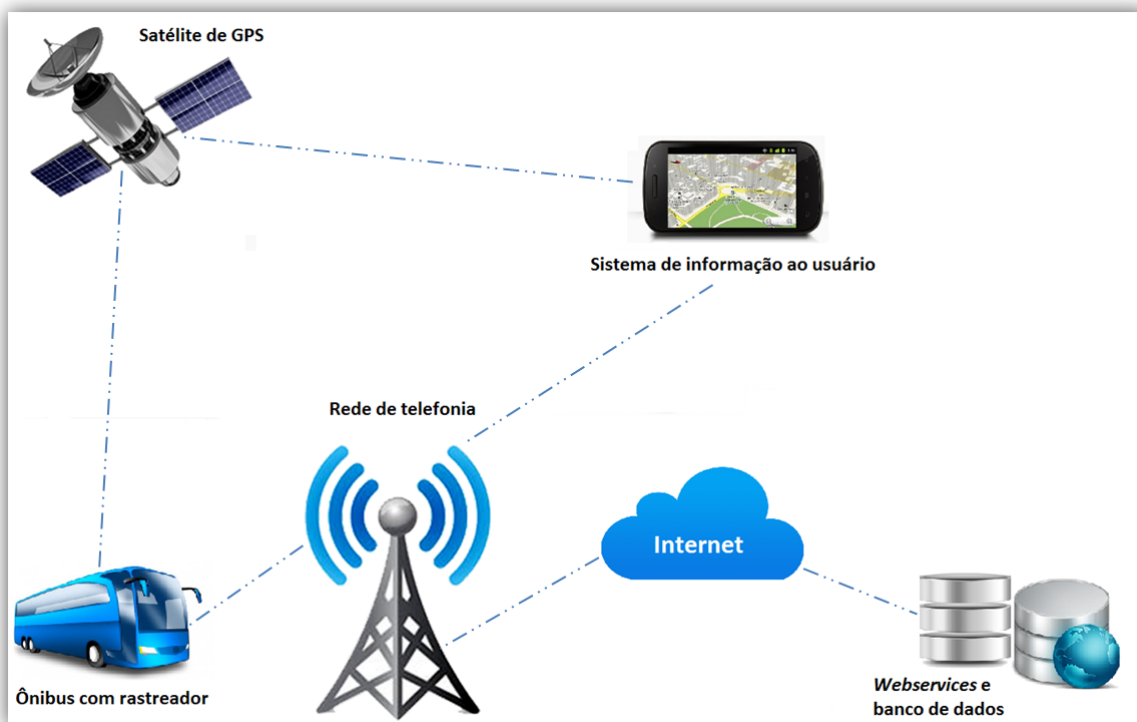 Satélite de GPS
Sistema de informação ao usuário
Rede de telefonia
Internet
Ônibus com rastreador
Webservices e
banco de dados